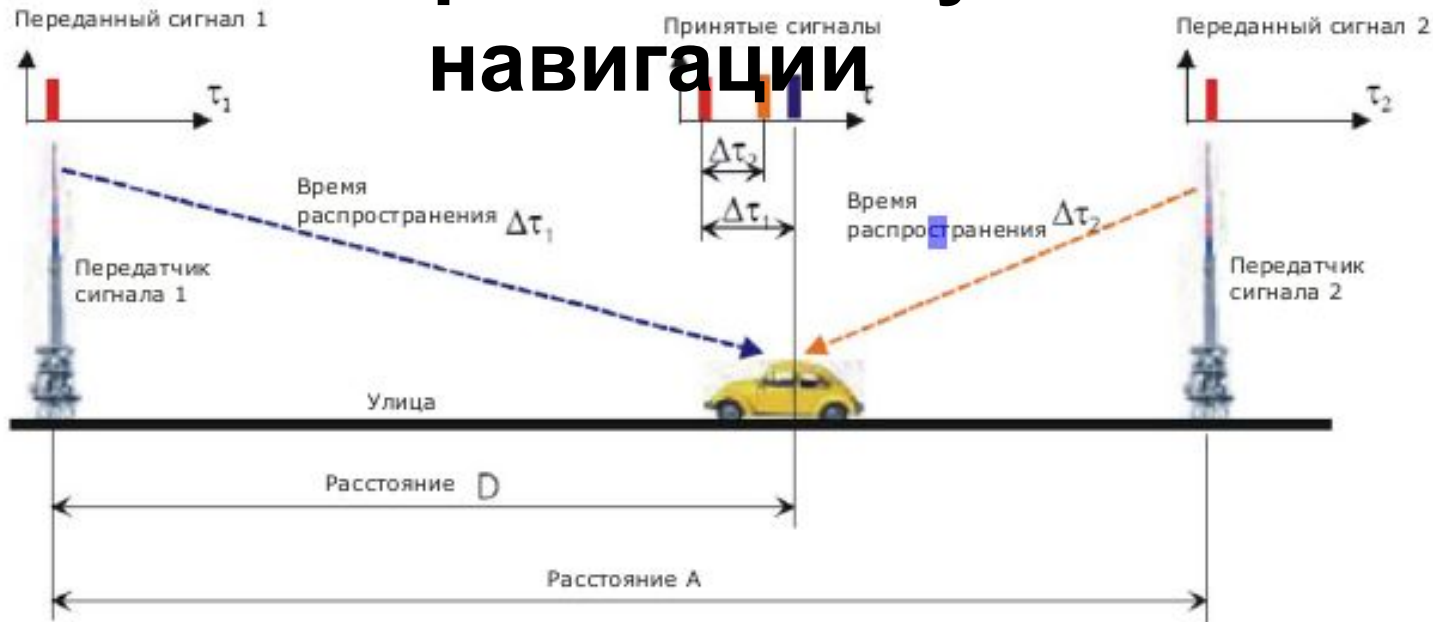 навигации
Переданный сигнал 1
τ₁
Принятые сигналы
τ
Δτ₂
Δτ₁
Переданный сигнал 2
τ₂
Время
распространения Δτ₁
Время
распространения Δτ₂
Передатчик
сигнала 1
Передатчик
сигнала 2
Улица
Расстояние D
Расстояние A